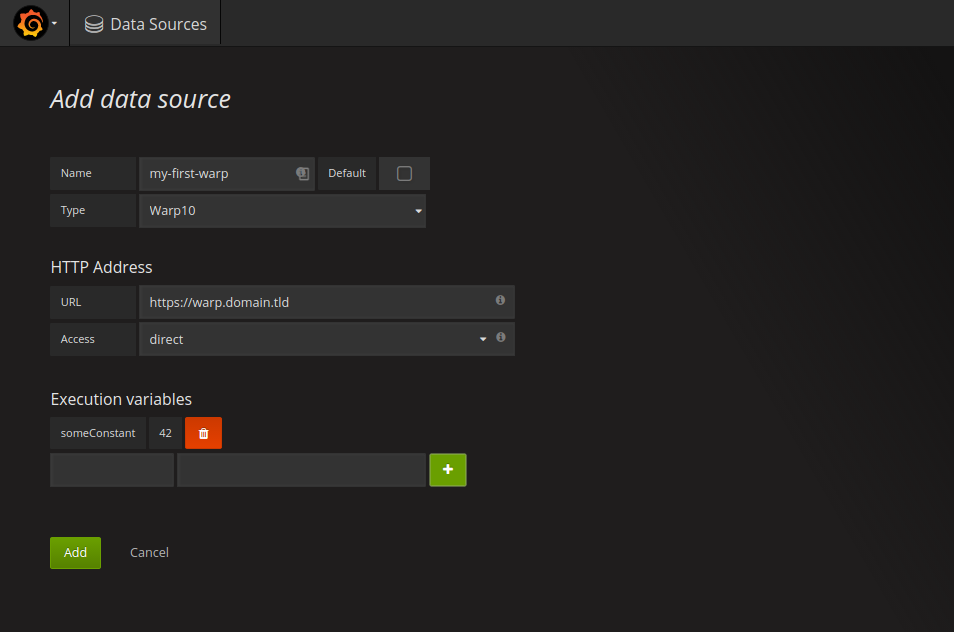 Data Sources
Add data source
Name my-first-warp Default
Type Warp10
HTTP Address
URL https://warp.domain.tld
Access direct
Execution variables
someConstant 42
Add Cancel